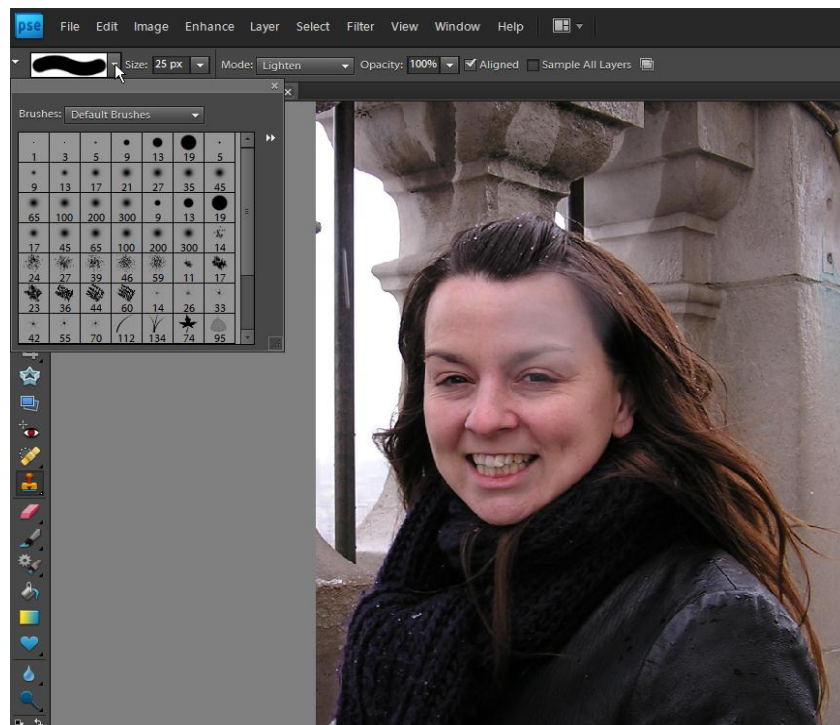 pse File Edit Image Enhance Layer Select Filter View Window Help
Size: 25 px Mode: Lighten Opacity: 100% Aligned Sample All Layers
Brushes: Default Brushes
1 3 5 9 13 19 5
9 13 17 21 27 35 45
65 100 200 300 9 13 19
17 45 65 100 200 300 14
24 27 39 46 59 11 17
23 36 44 60 14 26 33
42 55 70 112 134 74 95